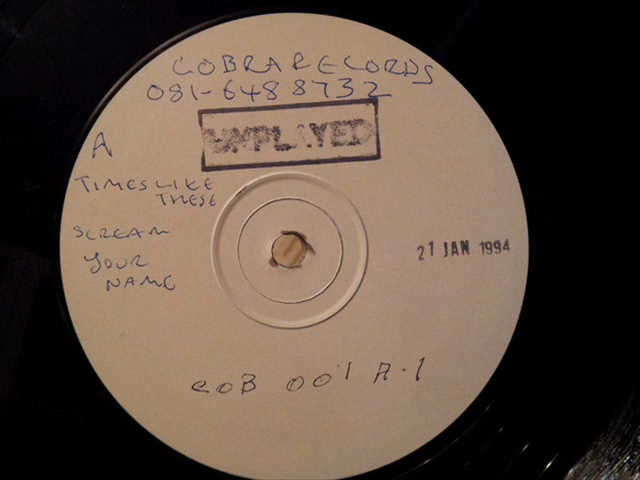 COBRA RECORDS
081-648 8732
UNPLAYED
A
TIMES LIKE
THESE
SCREAM
YOUR
NAME
21 JAN 1994
COB 001 A-1